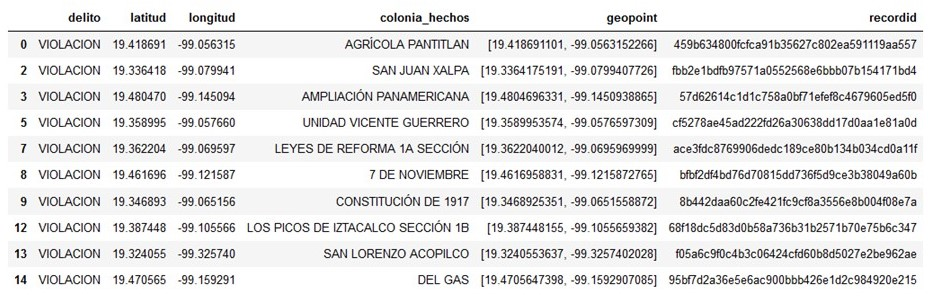 delito latitud longitud colonia_hechos geopoint recordid
0 VIOLACION 19.418691 -99.056315 AGRÍCOLA PANTITLAN [19.418691101, -99.0563152266] 459b634800fcfca91b35627c802ea591119aa557
2 VIOLACION 19.336418 -99.079941 SAN JUAN XALPA [19.3364175191, -99.0799407726] fbb2e1bdfb97571a0552568e6bbb07b154171bd4
3 VIOLACION 19.480470 -99.145094 AMPLIACIÓN PANAMERICANA [19.4804696331, -99.1450938865] 57d62614c1d1c758a0bf71efef8c4679605ed5f0
5 VIOLACION 19.358995 -99.057660 UNIDAD VICENTE GUERRERO [19.3589953574, -99.0576597309] cf5278ae45ad222fd26a30638dd17d0aa1e81a0d
7 VIOLACION 19.362204 -99.069597 LEYES DE REFORMA 1A SECCIÓN [19.3622040012, -99.0695969999] ace3fdc8769906dedc189ce80b134b034cd0a11f
8 VIOLACION 19.461696 -99.121587 7 DE NOVIEMBRE [19.4616958831, -99.1215872765] bfbf2df4bd76d70815dd736f5d9ce3b38049a60b
9 VIOLACION 19.346893 -99.065156 CONSTITUCIÓN DE 1917 [19.3468925351, -99.0651558872] 8b442daa60c2fe421fc9cf8a3556e8b004f08e7a
12 VIOLACION 19.387448 -99.105566 LOS PICOS DE IZTACALCO SECCIÓN 1B [19.387448155, -99.1055659382] 68f18dc5d83d0b58a736b31b2571b70e75b6c347
13 VIOLACION 19.324055 -99.325740 SAN LORENZO ACOPILCO [19.3240553637, -99.3257402028] f05a6c9f0c4b3c06424cfd60b8d5027e2be962ae
14 VIOLACION 19.470565 -99.159291 DEL GAS [19.4705647398, -99.1592907085] 95bf7d2a36e5e6ac900bbb426e1d2c984920e215